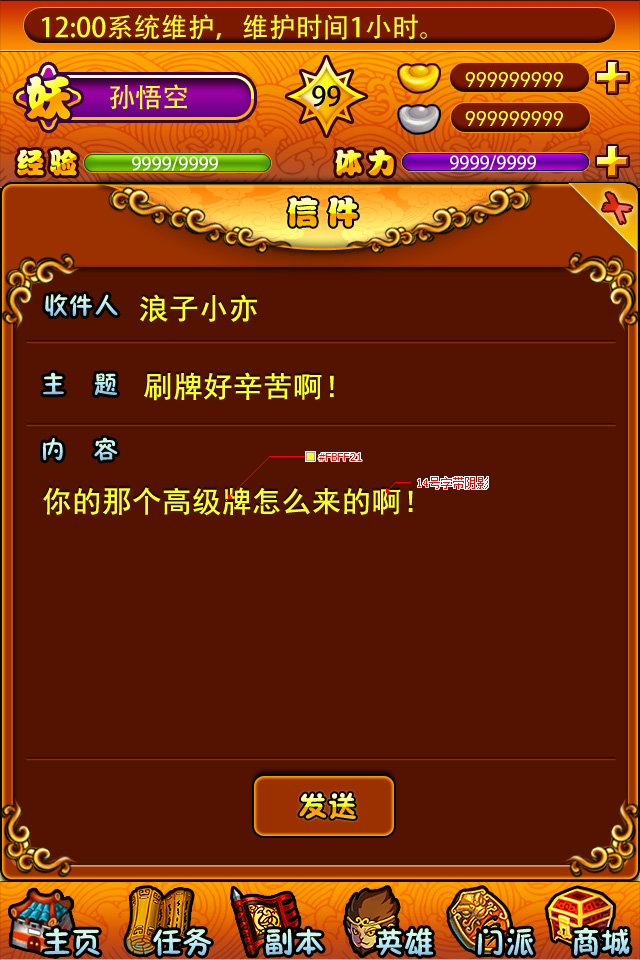 12:00系统维护，维护时间1小时。
妖 孙悟空 99 999999999
999999999
经验 9999/9999 体力 9999/9999
信件
收件人 浪子小亦
主 题 刷牌好辛苦啊！
内 容
#FBFF21
14号字带阴影
你的那个高级牌怎么来的啊！
发送
主页 任务 副本 英雄 门派 商城